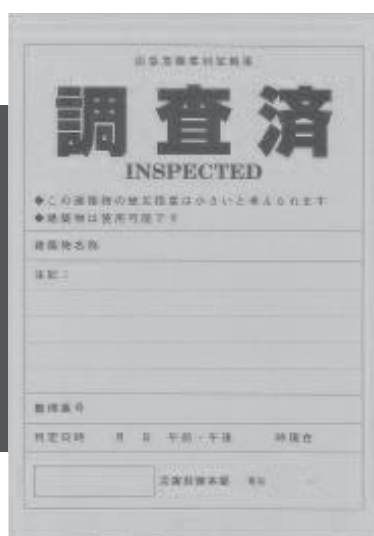 応急危険度判定結果
調査済
INSPECTED
◆この建築物の被災程度は小さいと考えられます
◆建築物は使用可能です
建築物名称
注記：
整理番号
判定日時 月 日 午前・午後 時現在
災害対策本部 電話